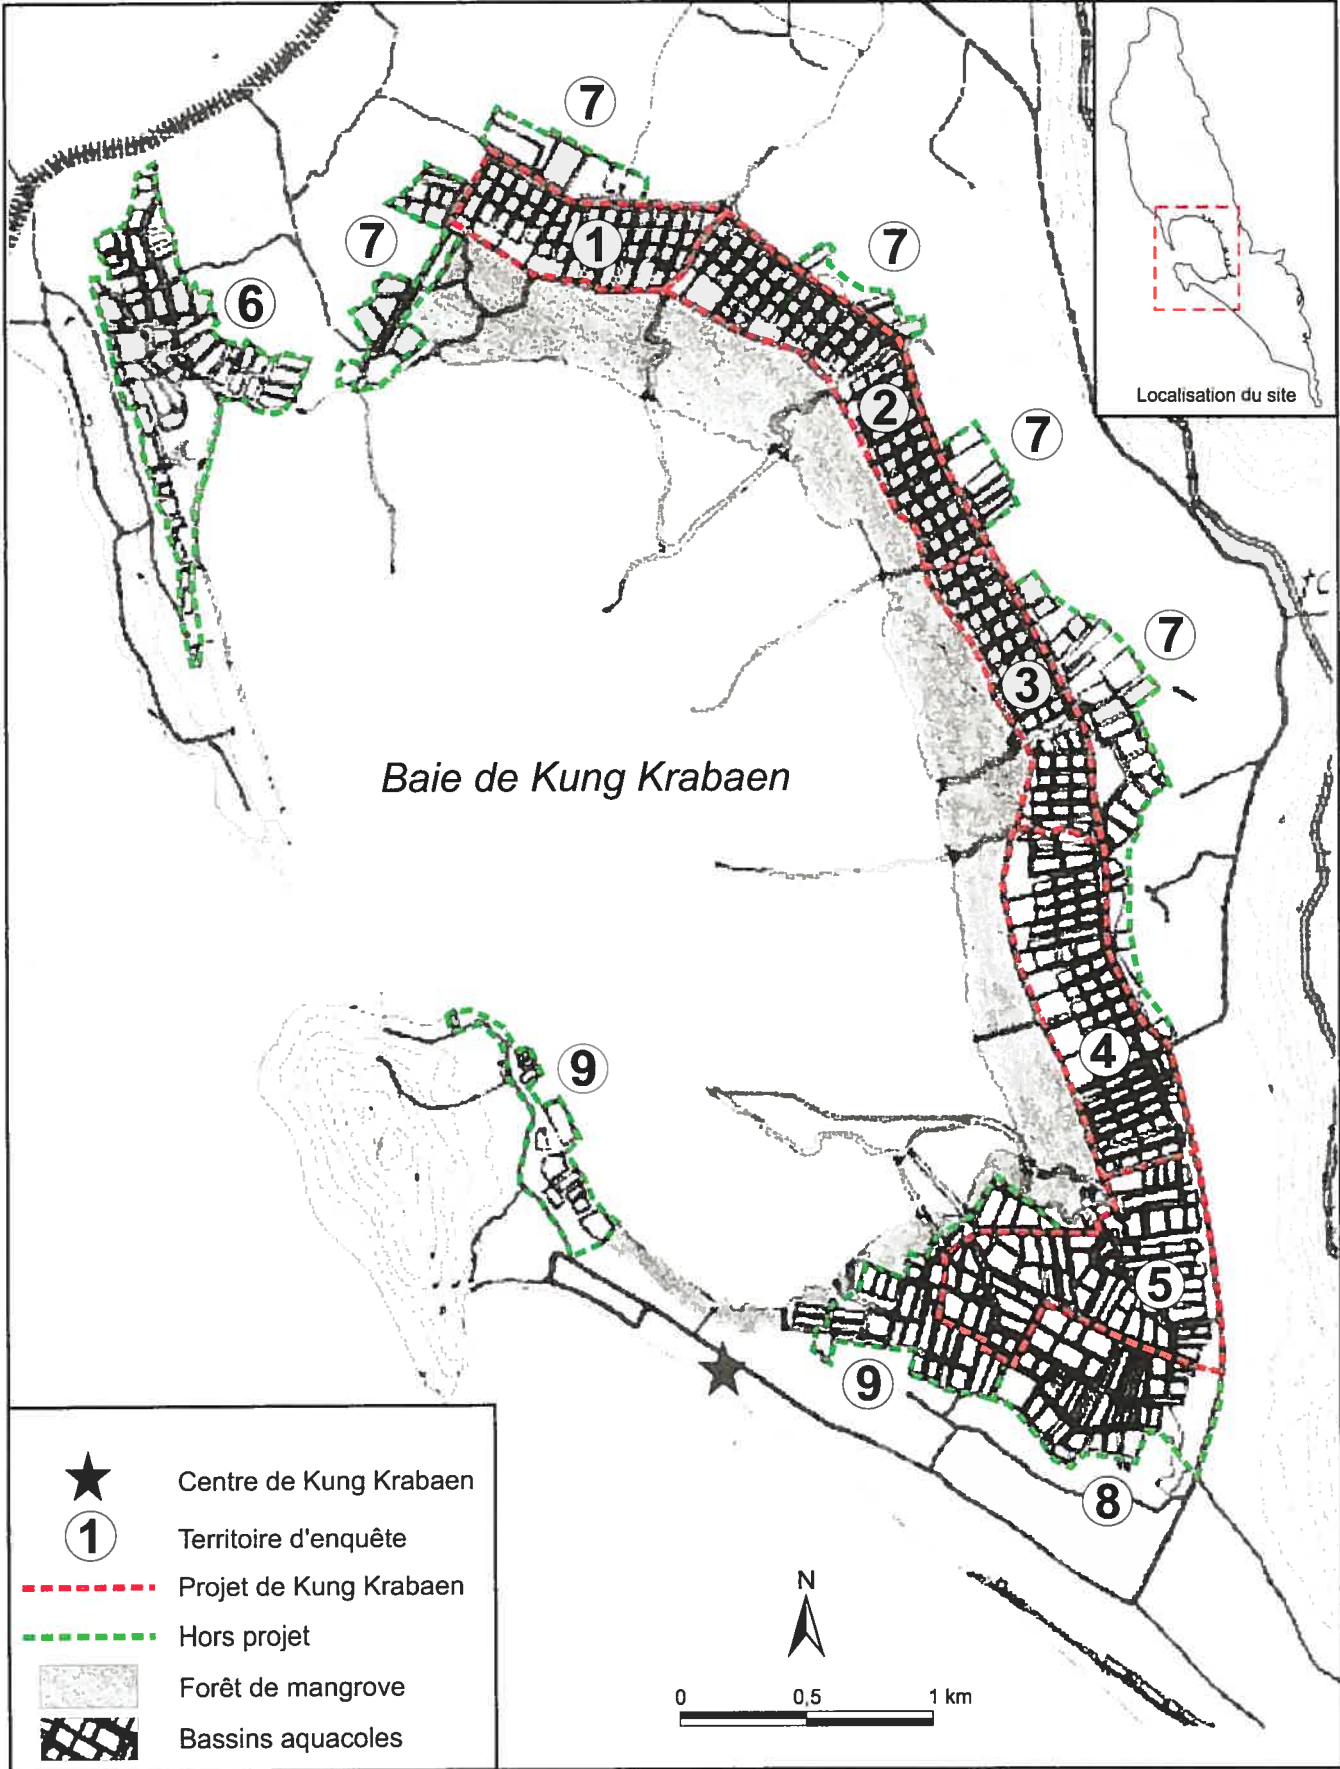 7
7
1
7
6
Localisation du site
2
7
7
3
Baie de Kung Krabaen
4
9
5
9
8
Centre de Kung Krabaen
1 Territoire d'enquête
Projet de Kung Krabaen
Hors projet
Forêt de mangrove
Bassins aquacoles
N
0 0,5 1 km